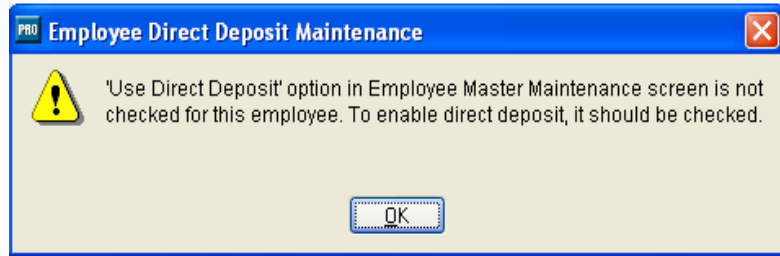 PRO Employee Direct Deposit Maintenance
'Use Direct Deposit' option in Employee Master Maintenance screen is not
checked for this employee. To enable direct deposit, it should be checked.
OK